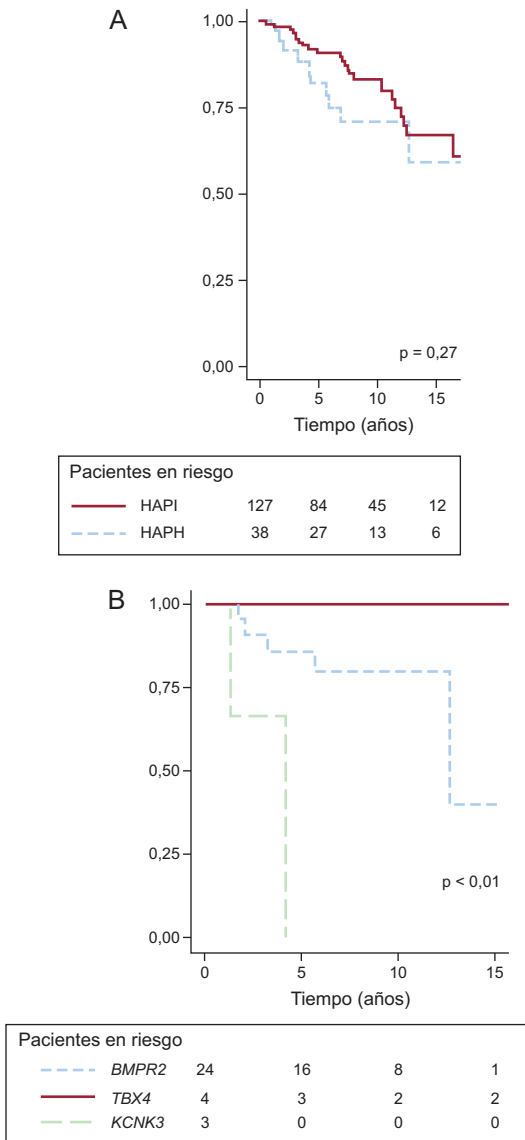 A
1,00
0,75
0,50
0,25
0,00
p = 0,27
0 5 10 15
Tiempo (años)
Pacientes en riesgo
HAPI 127 84 45 12
HAPH 38 27 13 6
B
1,00
0,75
0,50
0,25
0,00
p < 0,01
0 5 10 15
Tiempo (años)
Pacientes en riesgo
BMPR2 24 16 8 1
TBX4 4 3 2 2
KCNK3 3 0 0 0